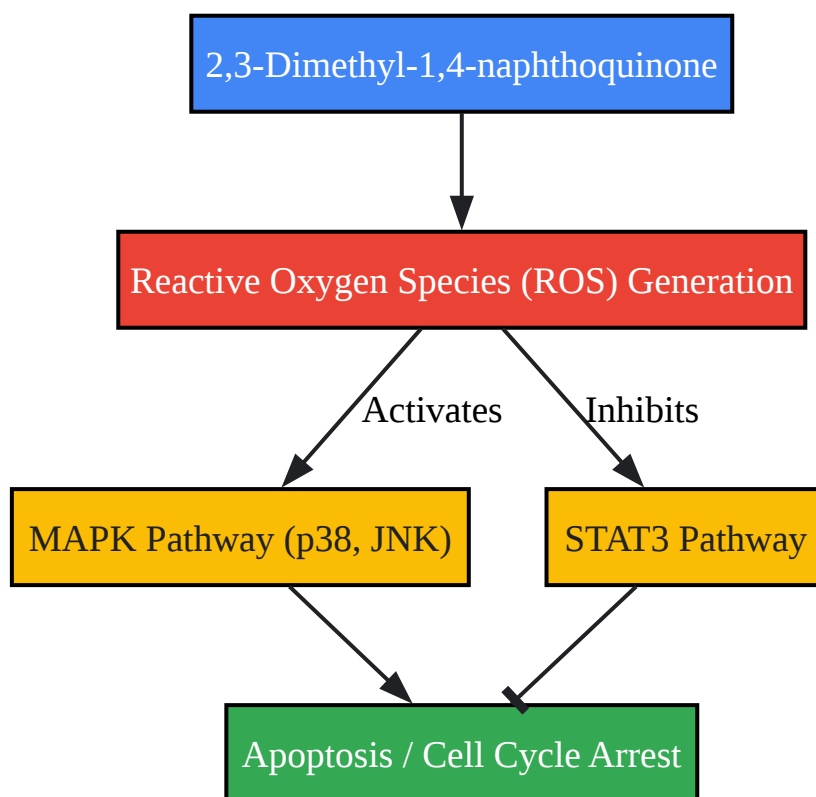 2,3-Dimethyl-1,4-naphthoquinone
Reactive Oxygen Species (ROS) Generation
Activates
Inhibits
MAPK Pathway (p38, JNK)
STAT3 Pathway
Apoptosis / Cell Cycle Arrest